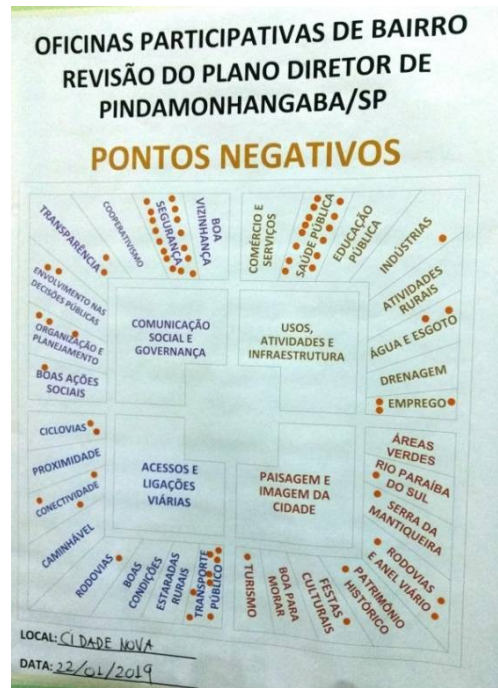 OFICINAS PARTICIPATIVAS DE BAIRRO
REVISÃO DO PLANO DIRETOR DE
PINDAMONHANGABA/SP
PONTOS NEGATIVOS
BOAS AÇÕES
SOCIAIS
ORGANIZAÇÃO E
PLANEJAMENTO
ENVOLVIMENTO NAS
DECISÕES PÚBLICAS
TRANSPARÊNCIA
COOPERATIVISMO
SEGURANÇA
BOA
VIZINHANÇA
COMUNICAÇÃO
SOCIAL E
GOVERNANÇA
COMÉRCIO E
SERVIÇOS
SAÚDE PÚBLICA
EDUCAÇÃO
PÚBLICA
INDÚSTRIAS
ATIVIDADES
RURAIS
ÁGUA E ESGOTO
DRENAGEM
EMPREGO
USOS,
ATIVIDADES E
INFRAESTRUTURA
CICLOVIAS
PROXIMIDADE
CONECTIVIDADE
CAMINHÁVEL
RODOVIAS
BOAS
CONDIÇÕES
ESTARADAS
RURAIS
TRANSPORTE
PÚBLICO
ACESSOS E
LIGAÇÕES
VIÁRIAS
PAISAGEM E
IMAGEM DA
CIDADE
ÁREAS
VERDES
RIO PARAÍBA
DO SUL
SERRA DA
MANTIQUEIRA
RODOVIAS
E ANEL VIÁRIO
PATRIMÔNIO
HISTÓRICO
FESTAS
CULTURAIS
BOA PARA
MORAR
TURISMO
LOCAL: CIDADE NOVA
DATA: 22/01/2019